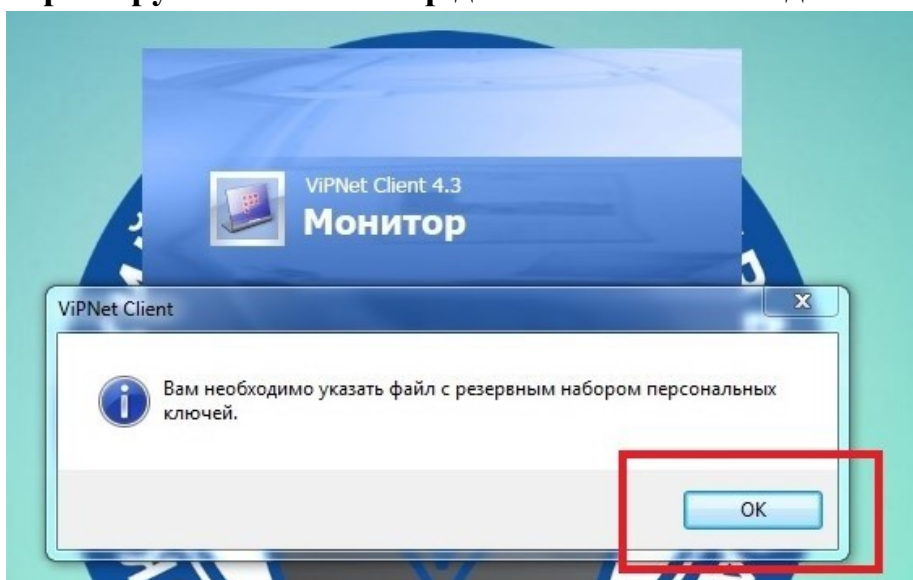 ViPNet Client 4.3
Монитор
ViPNet Client
Вам необходимо указать файл с резервным набором персональных
ключей.
OK